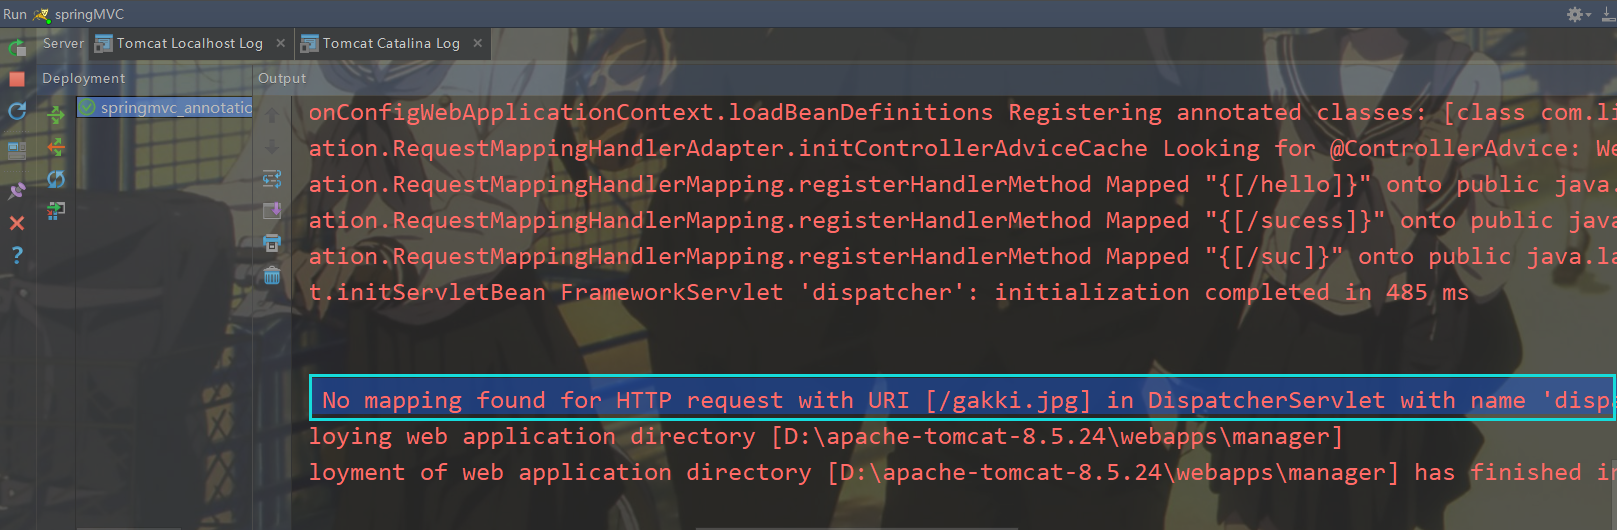 Run springMVC
Server Tomcat Localhost Log × Tomcat Catalina Log ×
Deployment Output
springmvc_annotatio
onConfigWebApplicationContext.loadBeanDefinitions Registering annotated classes: [class com.li
ation.RequestMappingHandlerAdapter.initControllerAdviceCache Looking for @ControllerAdvice: We
ation.RequestMappingHandlerMapping.registerHandlerMethod Mapped "{[/hello]}" onto public java.
ation.RequestMappingHandlerMapping.registerHandlerMethod Mapped "{[/sucess]}" onto public java
ation.RequestMappingHandlerMapping.registerHandlerMethod Mapped "{[/suc]}" onto public java.la
t.initServletBean FrameworkServlet 'dispatcher': initialization completed in 485 ms
No mapping found for HTTP request with URI [/gakki.jpg] in DispatcherServlet with name 'dispa
loying web application directory [D:\apache-tomcat-8.5.24\webapps\manager]
loyment of web application directory [D:\apache-tomcat-8.5.24\webapps\manager] has finished in